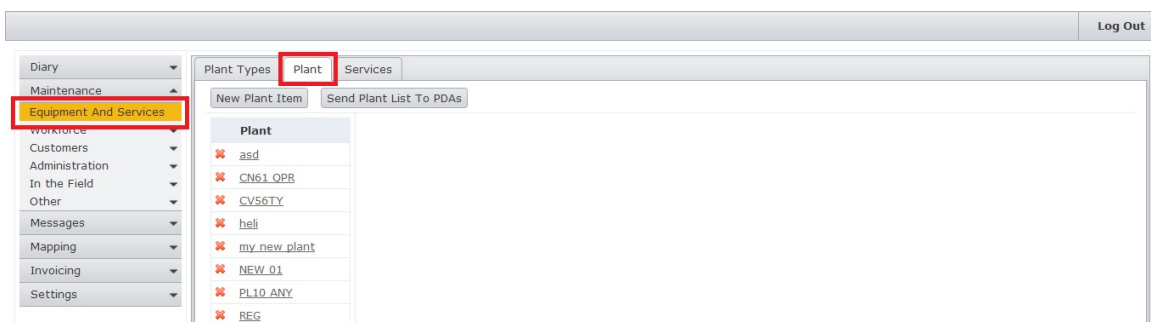 Log Out
Diary
Maintenance
Equipment And Services
Workforce
Customers
Administration
In the Field
Other
Messages
Mapping
Invoicing
Settings
Plant Types Plant Services
New Plant Item Send Plant List To PDAs
Plant
asd
CN61 QPR
CV56TY
heli
my new plant
NEW 01
PL10 ANY
REG